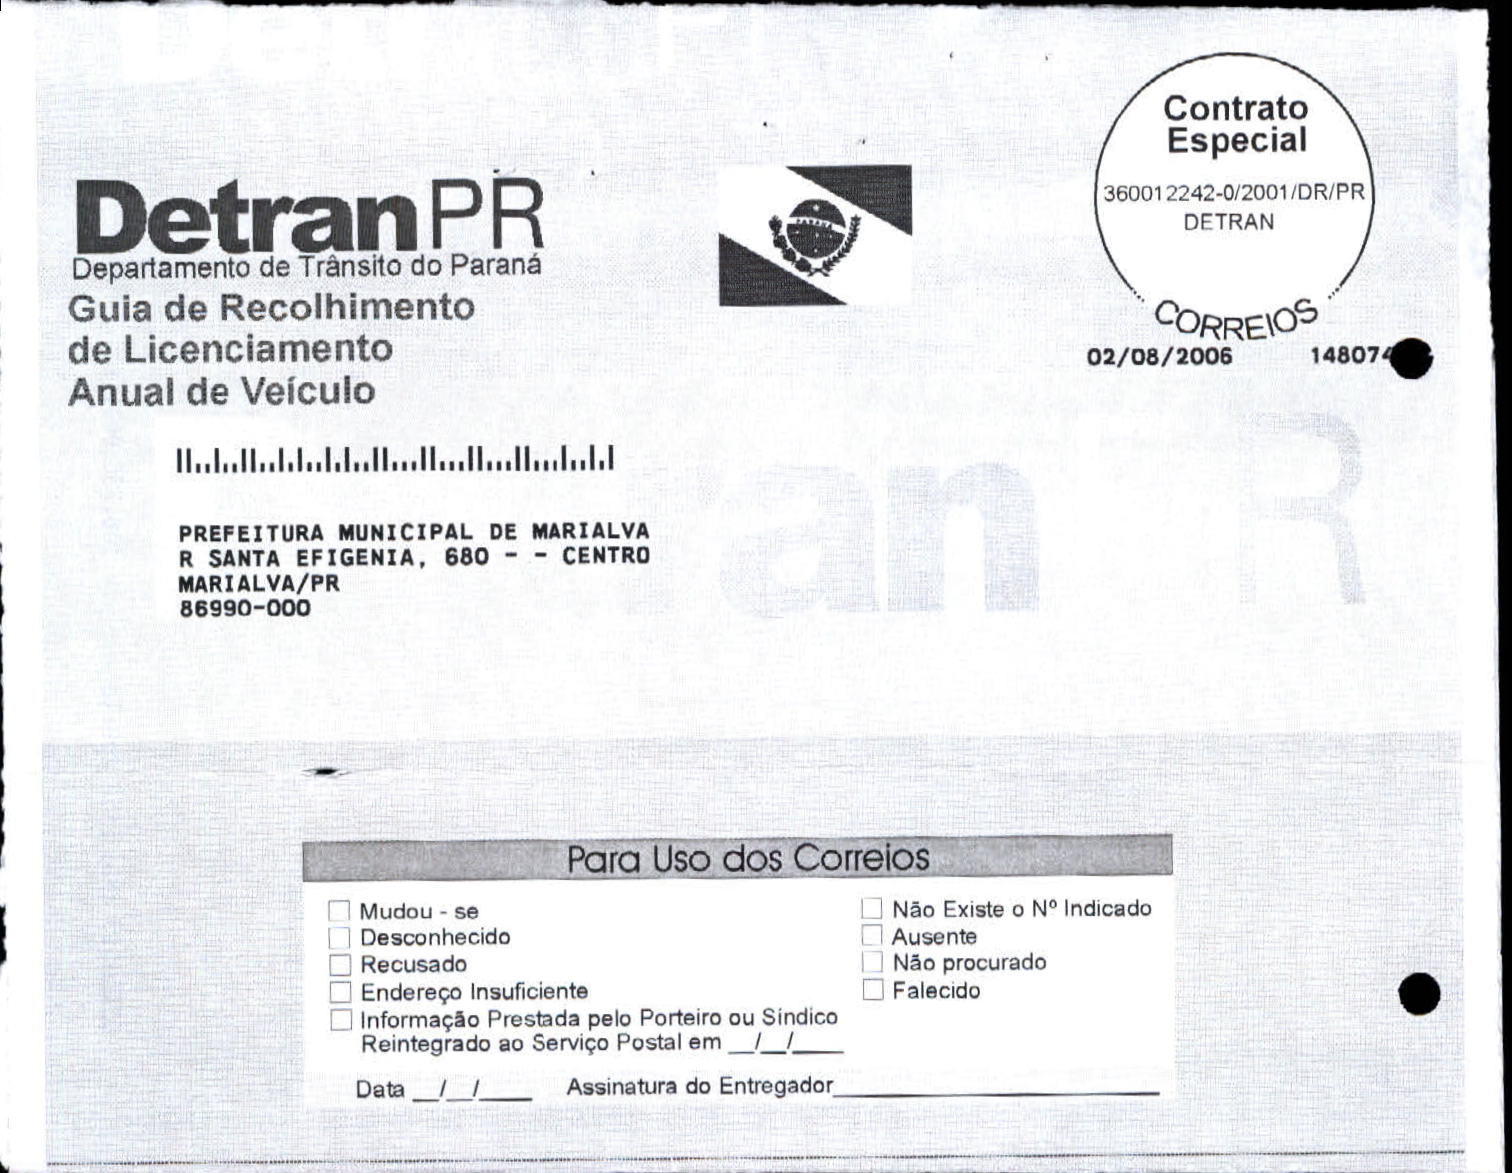 Contrato
Especial
360012242-0/2001/DR/PR
DETRAN
CORREIOS
02/08/2006 148074
DetranPR
Departamento de Trânsito do Paraná
Guia de Recolhimento
de Licenciamento
Anual de Veículo
PREFEITURA MUNICIPAL DE MARIALVA
R SANTA EFIGENIA, 680 - - CENTRO
MARIALVA/PR
86990-000
Para Uso dos Correios
Mudou - se
Desconhecido
Recusado
Endereço Insuficiente
Informação Prestada pelo Porteiro ou Síndico
Reintegrado ao Serviço Postal em __/__/____
Não Existe o Nº Indicado
Ausente
Não procurado
Falecido
Data __/__/____ Assinatura do Entregador____________________